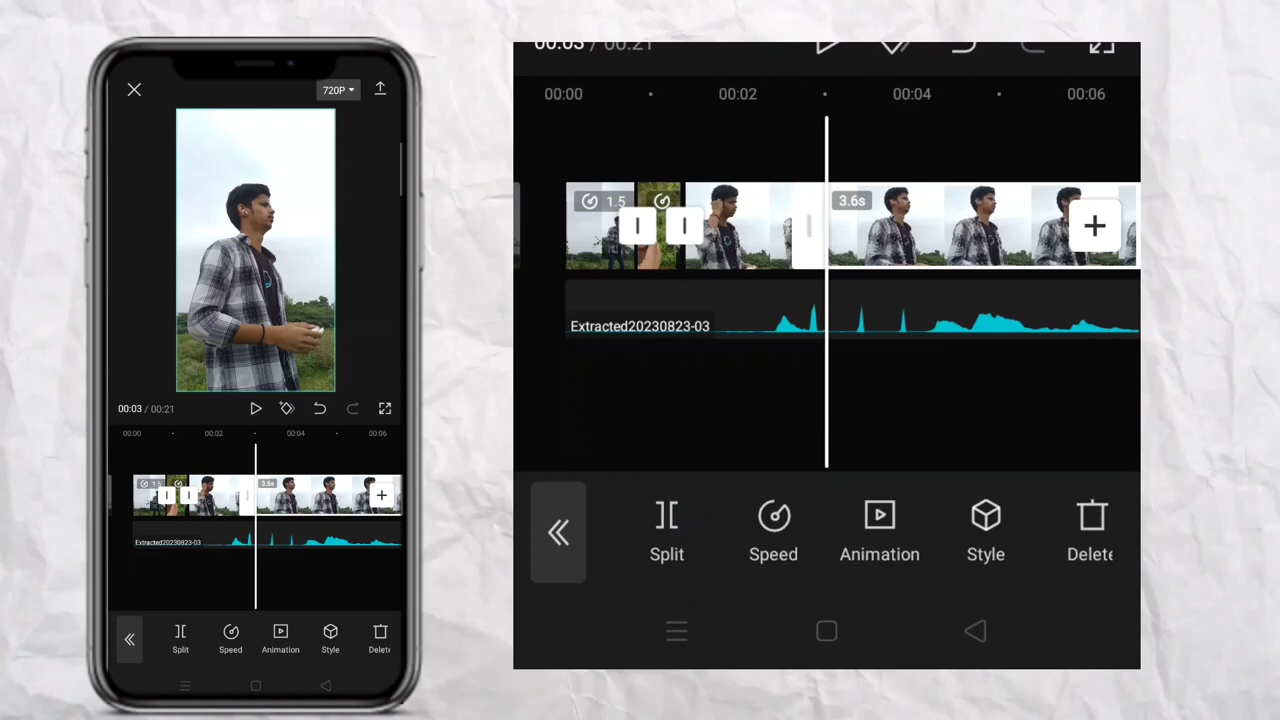 720P
00:03 / 00:21
00:00 00:02 00:04 00:06
1.5 3.6s
Extracted20230823-03
Split Speed Animation Style Delete
00:03 / 00:21
00:00 00:02 00:04 00:06
1.5 3.6s
Extracted20230823-03
Split Speed Animation Style Delete